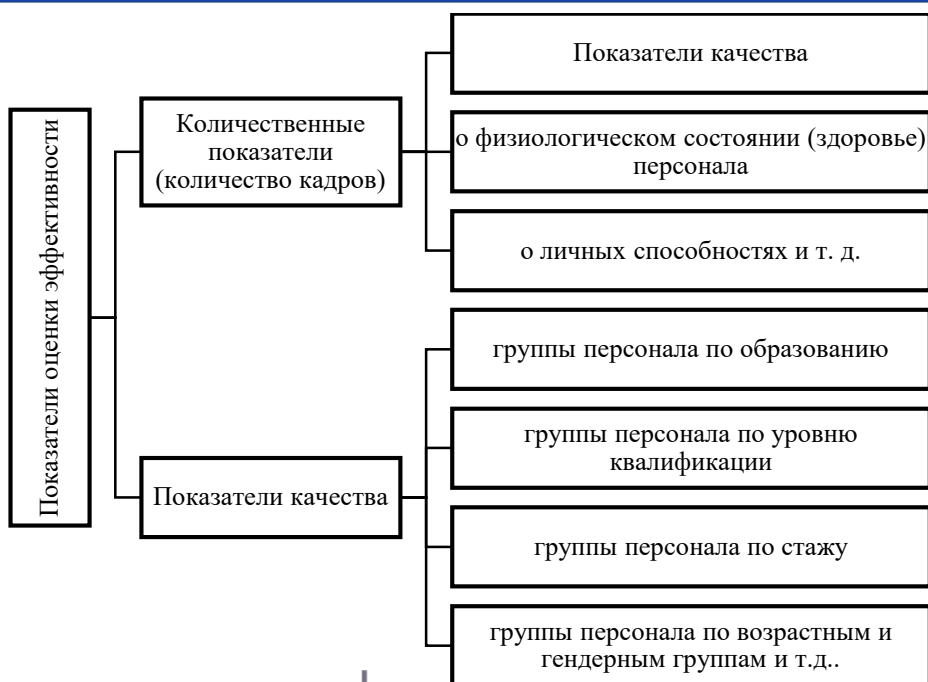 Показатели оценки эффективности
Количественные
показатели
(количество кадров)
Показатели качества
о физиологическом состоянии (здоровье)
персонала
о личных способностях и т. д.
Показатели качества
группы персонала по образованию
группы персонала по уровню
квалификации
группы персонала по стажу
группы персонала по возрастным и
гендерным группам и т.д..